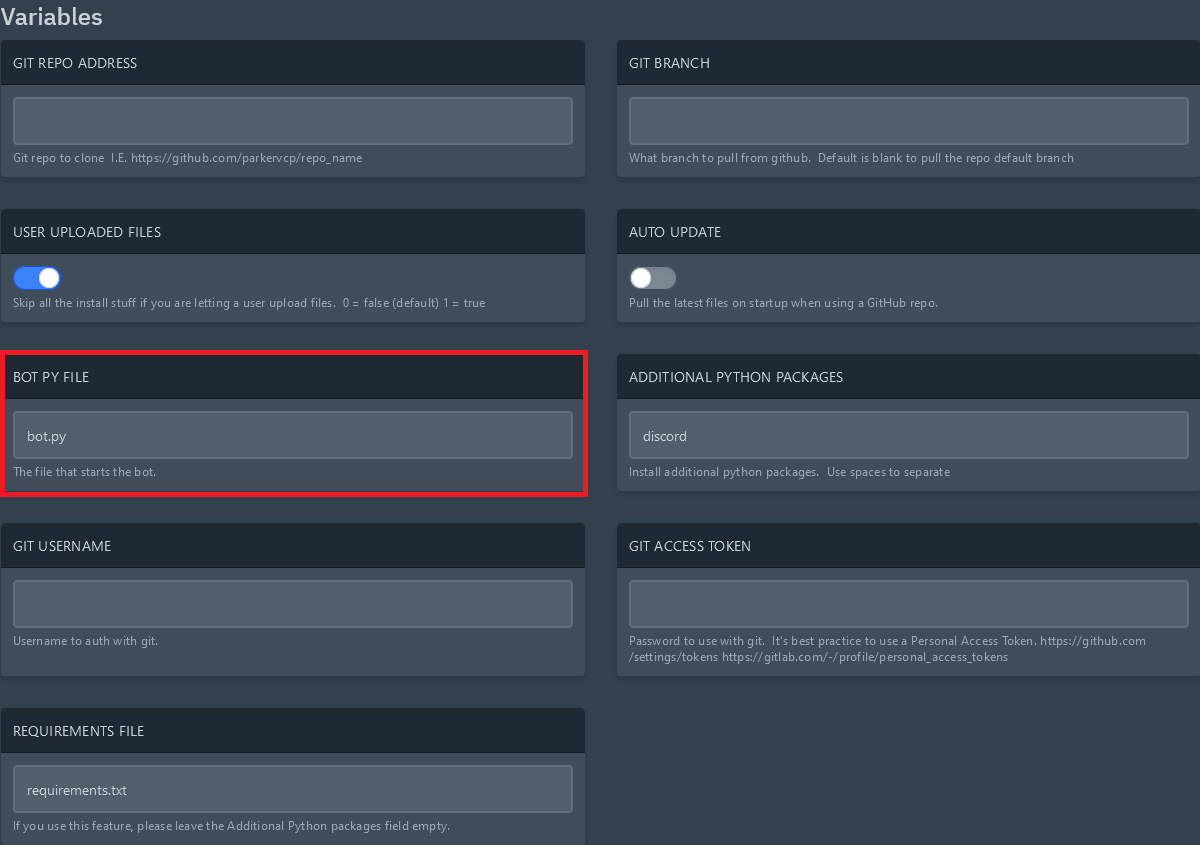 Variables
GIT REPO ADDRESS
Git repo to clone  I.E. https://github.com/parkervcp/repo_name
GIT BRANCH
What branch to pull from github.  Default is blank to pull the repo default branch
USER UPLOADED FILES
Skip all the install stuff if you are letting a user upload files.  0 = false (default) 1 = true
AUTO UPDATE
Pull the latest files on startup when using a GitHub repo.
BOT PY FILE
bot.py
The file that starts the bot.
ADDITIONAL PYTHON PACKAGES
discord
Install additional python packages.  Use spaces to separate
GIT USERNAME
Username to auth with git.
GIT ACCESS TOKEN
Password to use with git.  It's best practice to use a Personal Access Token. https://github.com
/settings/tokens https://gitlab.com/-/profile/personal_access_tokens
REQUIREMENTS FILE
requirements.txt
If you use this feature, please leave the Additional Python packages field empty.